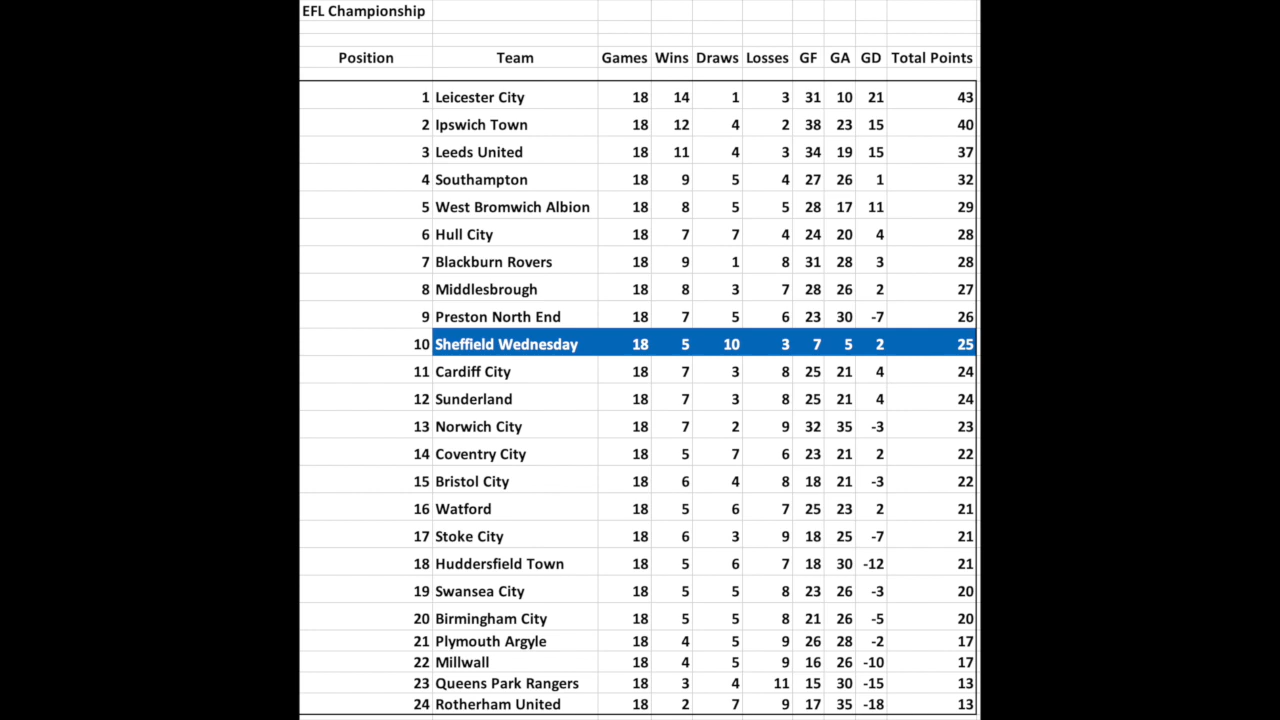 EFL Championship
Position Team Games Wins Draws Losses GF GA GD Total Points
1 Leicester City 18 14 1 3 31 10 21 43
2 Ipswich Town 18 12 4 2 38 23 15 40
3 Leeds United 18 11 4 3 34 19 15 37
4 Southampton 18 9 5 4 27 26 1 32
5 West Bromwich Albion 18 8 5 5 28 17 11 29
6 Hull City 18 7 7 4 24 20 4 28
7 Blackburn Rovers 18 9 1 8 31 28 3 28
8 Middlesbrough 18 8 3 7 28 26 2 27
9 Preston North End 18 7 5 6 23 30 -7 26
10 Sheffield Wednesday 18 5 10 3 7 5 2 25
11 Cardiff City 18 7 3 8 25 21 4 24
12 Sunderland 18 7 3 8 25 21 4 24
13 Norwich City 18 7 2 9 32 35 -3 23
14 Coventry City 18 5 7 6 23 21 2 22
15 Bristol City 18 6 4 8 18 21 -3 22
16 Watford 18 5 6 7 25 23 2 21
17 Stoke City 18 6 3 9 18 25 -7 21
18 Huddersfield Town 18 5 6 7 18 30 -12 21
19 Swansea City 18 5 5 8 23 26 -3 20
20 Birmingham City 18 5 5 8 21 26 -5 20
21 Plymouth Argyle 18 4 5 9 26 28 -2 17
22 Millwall 18 4 5 9 16 26 -10 17
23 Queens Park Rangers 18 3 4 11 15 30 -15 13
24 Rotherham United 18 2 7 9 17 35 -18 13